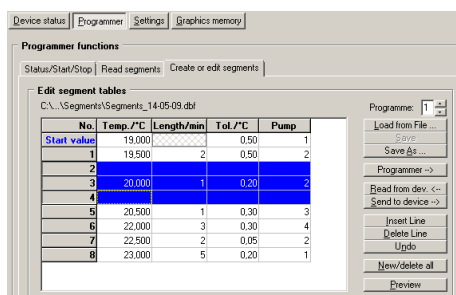 Device status Programmer Settings Graphics memory
Programmer functions
Status/Start/Stop Read segments Create or edit segments
Edit segment tables
C:\...\Segments\Segments_14-05-09.dbf
Programme: 1
No. Temp./°C Length/min Tol./°C Pump
Start value 19,000 0,50 1
1 19,500 2 0,50 2
2
3 20,000 1 0,20 2
4
5 20,500 1 0,30 3
6 22,000 3 0,30 4
7 22,500 2 0,05 2
8 23,000 5 0,20 1
Load from File ...
Save
Save As ...
Programmer -->
Read from dev. <--
Send to device -->
Insert Line
Delete Line
Undo
New/delete all
Preview